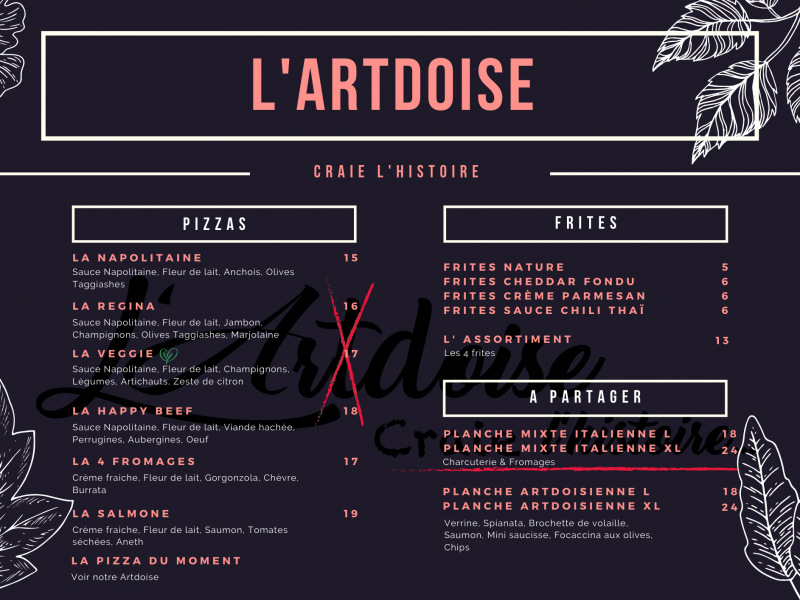 L'ARTDOISE
CRAIE L'HISTOIRE
PIZZAS
LA NAPOLITAINE 15
Sauce Napolitaine, Fleur de lait, Anchois, Olives
Taggiashes
LA REGINA 16
Sauce Napolitaine, Fleur de lait, Jambon,
Champignons, Olives Taggiashes, Marjolaine
LA VEGGIE 17
Sauce Napolitaine, Fleur de lait, Champignons,
Légumes, Artichauts, Zeste de citron
LA HAPPY BEEF 18
Sauce Napolitaine, Fleur de lait, Viande hachée,
Perrugines, Aubergines, Oeuf
LA 4 FROMAGES 17
Crème fraiche, Fleur de lait, Gorgonzola, Chèvre,
Burrata
LA SALMONE 19
Crème fraiche, Fleur de lait, Saumon, Tomates
séchées, Aneth
LA PIZZA DU MOMENT
Voir notre Artdoise
FRITES
FRITES NATURE 5
FRITES CHEDDAR FONDU 6
FRITES CRÈME PARMESAN 6
FRITES SAUCE CHILI THAÏ 6
L' ASSORTIMENT 13
Les 4 frites
A PARTAGER
PLANCHE MIXTE ITALIENNE L 18
PLANCHE MIXTE ITALIENNE XL 24
Charcuterie & Fromages
PLANCHE ARTDOISIENNE L 18
PLANCHE ARTDOISIENNE XL 24
Verrine, Spianata, Brochette de volaille,
Saumon, Mini saucisse, Focaccina aux olives,
Chips
L'Artdoise
Craie l'histoire